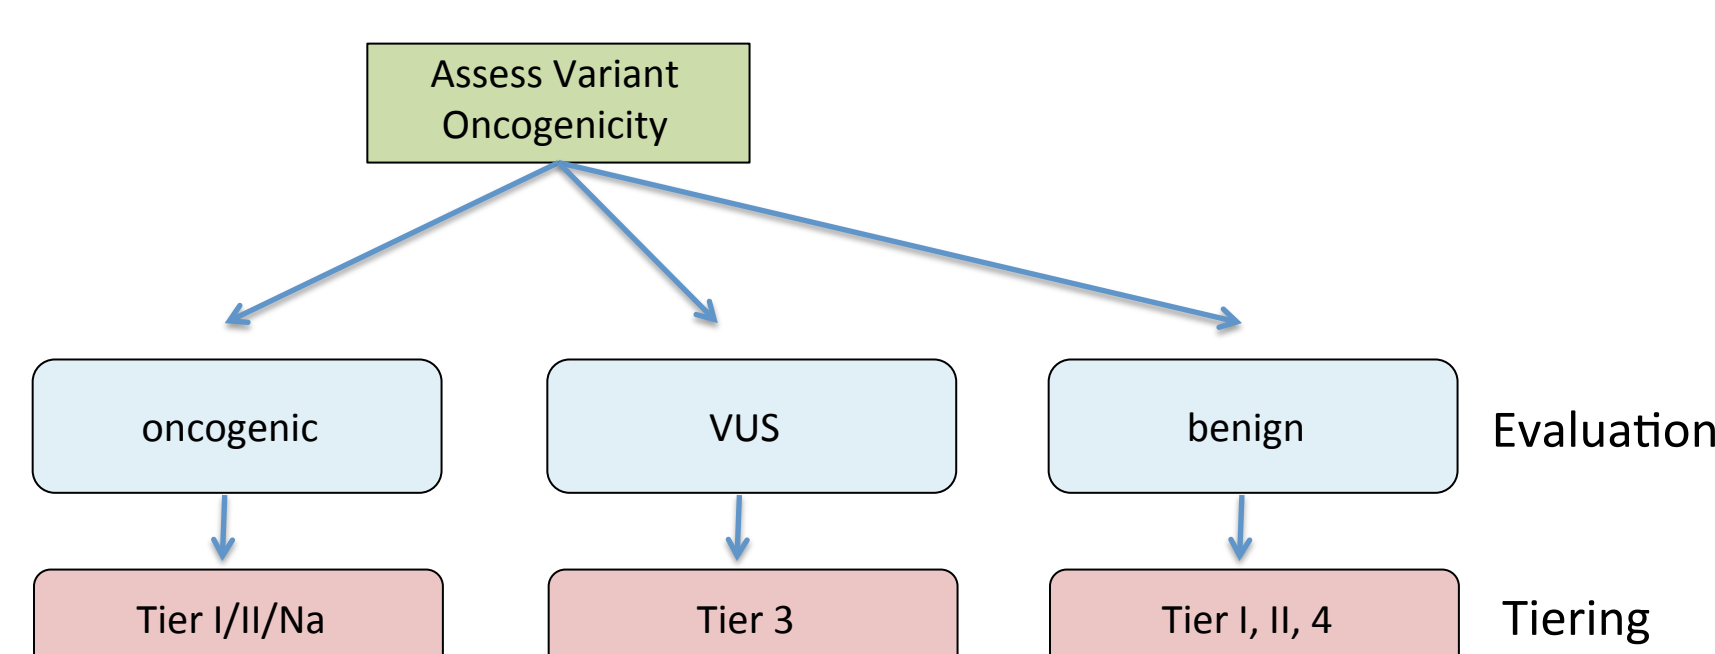 Assess Variant
Oncogenicity
oncogenic
VUS
benign
Evaluation
Tier I/II/Na
Tier 3
Tier I, II, 4
Tiering